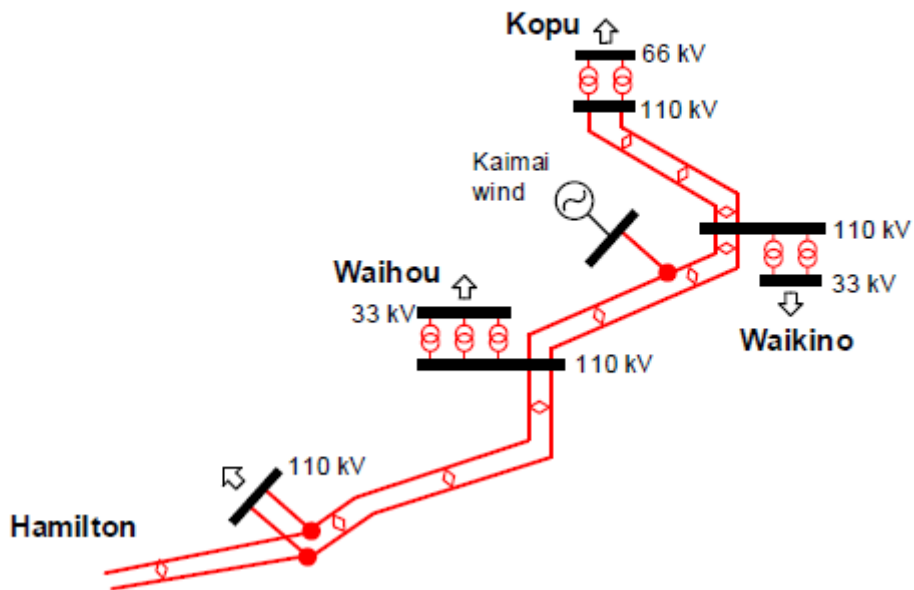 Kopu
66 kV
110 kV
Kaimai
wind
110 kV
Waihou
33 kV
33 kV
Waikino
110 kV
110 kV
Hamilton